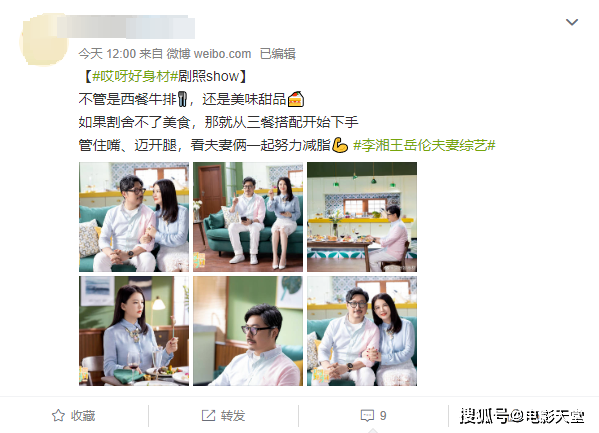 今天 12:00 来自 微博 weibo.com 已编辑
【#哎呀好身材#剧照show】
不管是西餐牛排🍴，还是美味甜品🍰
如果割舍不了美食，那就从三餐搭配开始下手
管住嘴、迈开腿，看夫妻俩一起努力减脂💪 #李湘王岳伦夫妻综艺#
收藏
转发
9
搜狐号@电影天堂